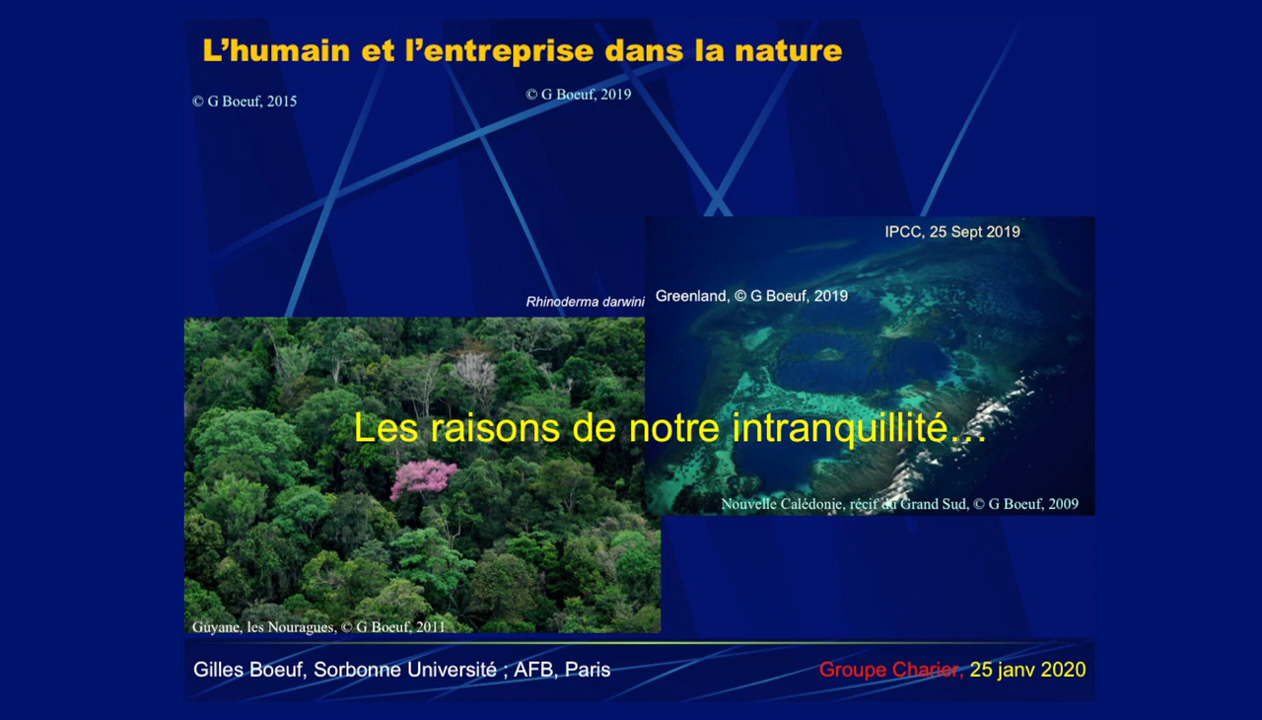 L’humain et l’entreprise dans la nature
© G Boeuf, 2015
© G Boeuf, 2019
IPCC, 25 Sept 2019
Rhinoderma darwini
Greenland, © G Boeuf, 2019
Les raisons de notre intranquillité…
Nouvelle Calédonie, récif du Grand Sud, © G Boeuf, 2009
Guyane, les Nouragues, © G Boeuf, 2011
Gilles Boeuf, Sorbonne Université ; AFB, Paris
Groupe Charier, 25 janv 2020